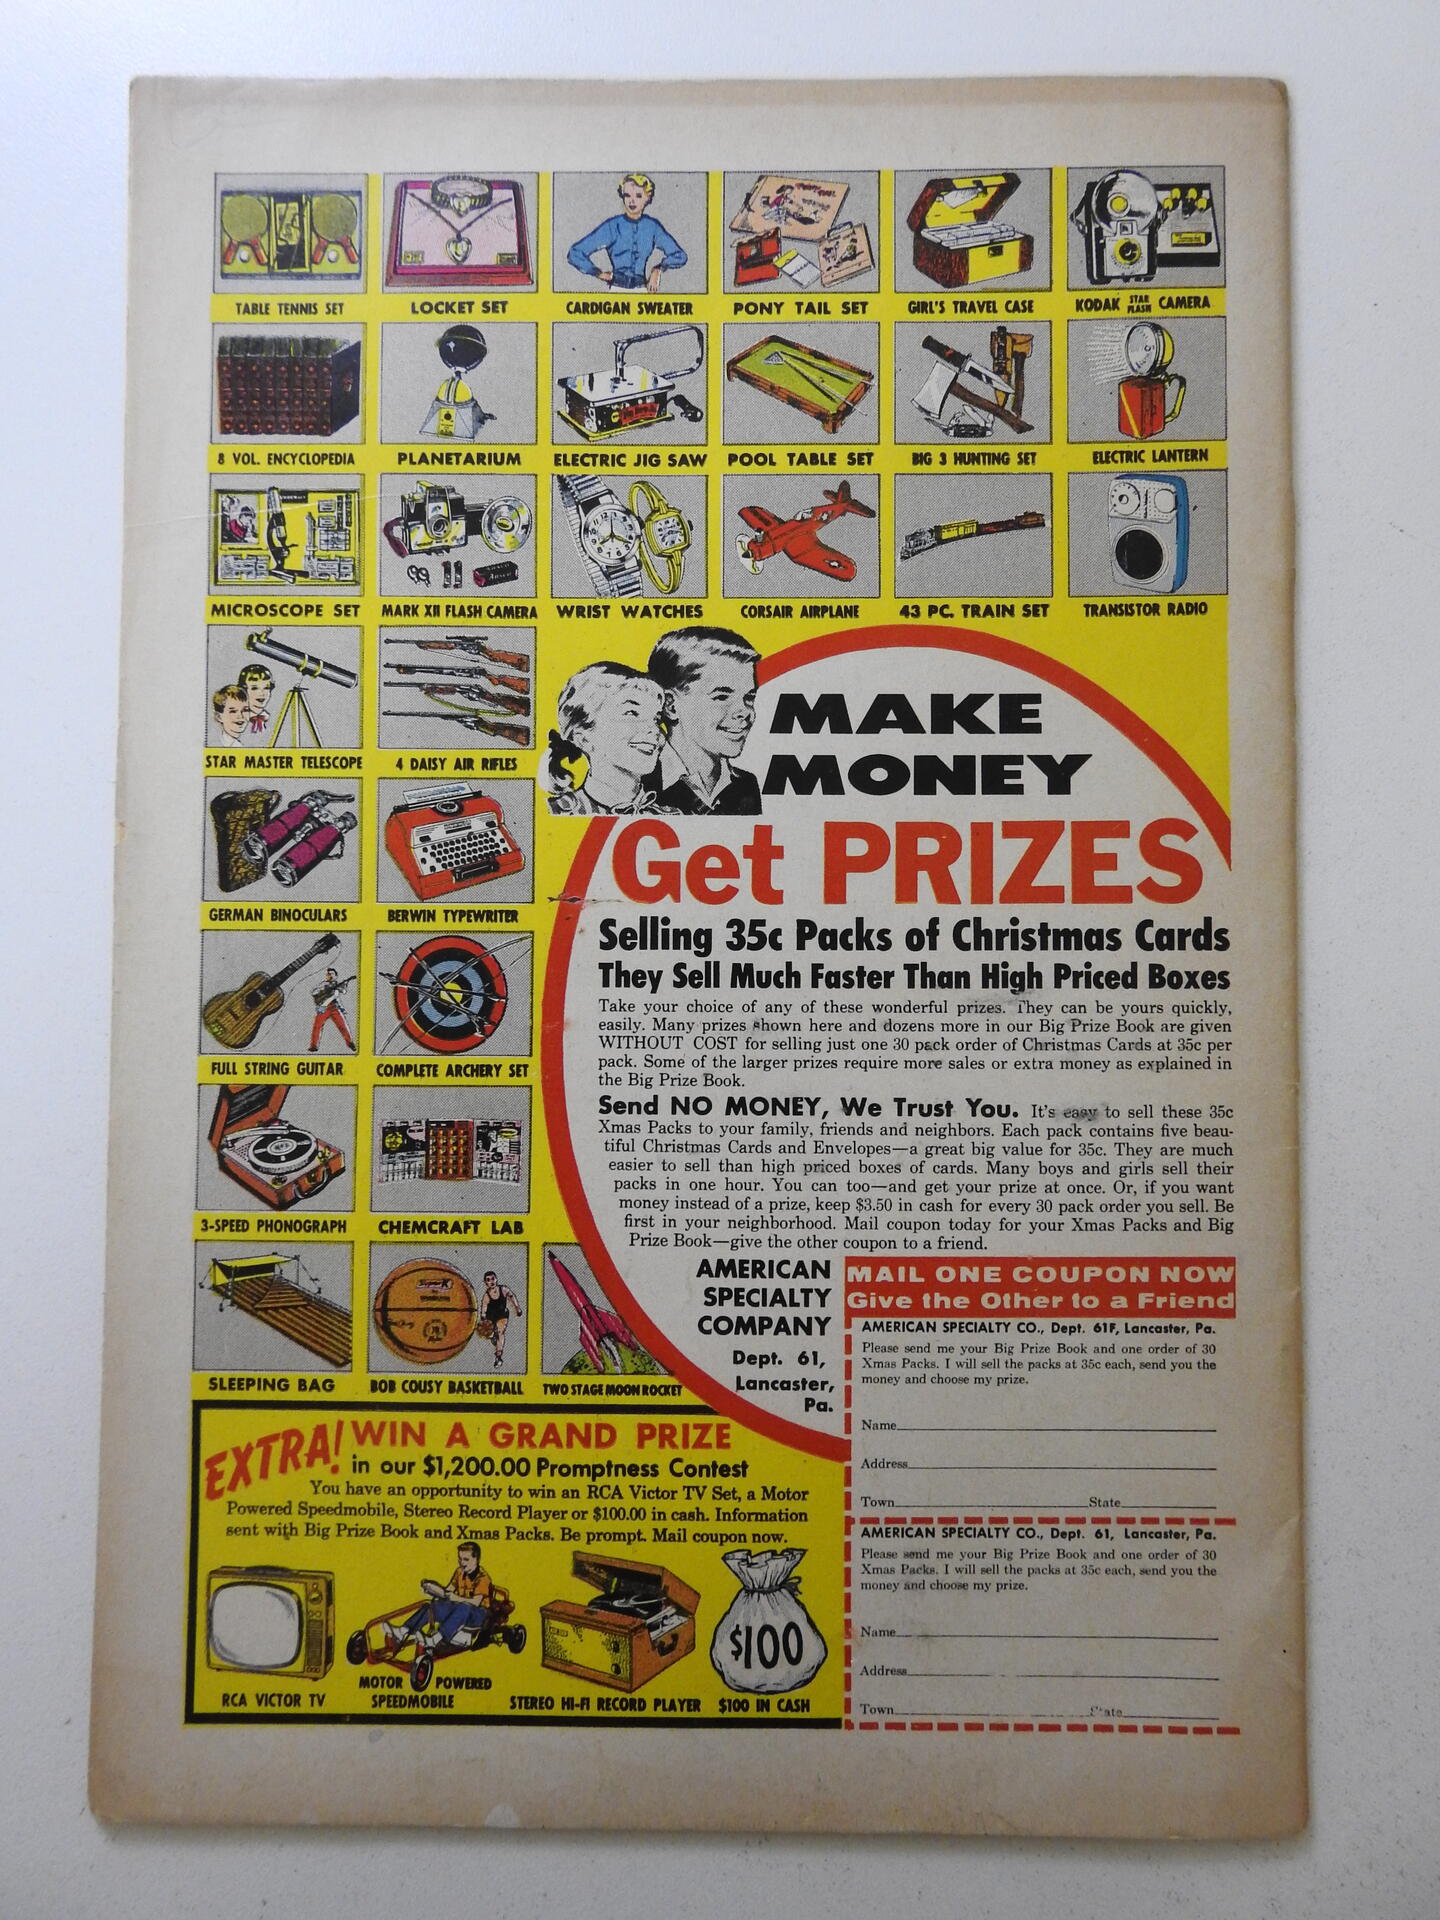 TABLE TENNIS SET
LOCKET SET
CARDIGAN SWEATER
PONY TAIL SET
GIRL'S TRAVEL CASE
KODAK STAR FLASH CAMERA
8 VOL. ENCYCLOPEDIA
PLANETARIUM
ELECTRIC JIG SAW
POOL TABLE SET
BIG 3 HUNTING SET
ELECTRIC LANTERN
MICROSCOPE SET
MARK XII FLASH CAMERA
WRIST WATCHES
CORSAIR AIRPLANE
43 PC. TRAIN SET
TRANSISTOR RADIO
STAR MASTER TELESCOPE
4 DAISY AIR RIFLES
GERMAN BINOCULARS
BERWIN TYPEWRITER
FULL STRING GUITAR
COMPLETE ARCHERY SET
3-SPEED PHONOGRAPH
CHEMCRAFT LAB
SLEEPING BAG
BOB COUSY BASKETBALL
TWO STAGE MOON ROCKET
MAKE
MONEY
Get PRIZES
Selling 35c Packs of Christmas Cards
They Sell Much Faster Than High Priced Boxes
Take your choice of any of these wonderful prizes. They can be yours quickly,
easily. Many prizes shown here and dozens more in our Big Prize Book are given
WITHOUT COST for selling just one 30 pack order of Christmas Cards at 35c per
pack. Some of the larger prizes require more sales or extra money as explained in
the Big Prize Book.
Send NO MONEY, We Trust You. It's easy to sell these 35c
Xmas Packs to your family, friends and neighbors. Each pack contains five beau-
tiful Christmas Cards and Envelopes—a great big value for 35c. They are much
easier to sell than high priced boxes of cards. Many boys and girls sell their
packs in one hour. You can too—and get your prize at once. Or, if you want
money instead of a prize, keep $3.50 in cash for every 30 pack order you sell. Be
first in your neighborhood. Mail coupon today for your Xmas Packs and Big
Prize Book—give the other coupon to a friend.
AMERICAN
SPECIALTY
COMPANY
Dept. 61,
Lancaster,
Pa.
MAIL ONE COUPON NOW
Give the Other to a Friend
AMERICAN SPECIALTY CO., Dept. 61F, Lancaster, Pa.
Please send me your Big Prize Book and one order of 30
Xmas Packs. I will sell the packs at 35c each, send you the
money and choose my prize.
Name
Address
Town State
AMERICAN SPECIALTY CO., Dept. 61, Lancaster, Pa.
Please send me your Big Prize Book and one order of 30
Xmas Packs. I will sell the packs at 35c each, send you the
money and choose my prize.
Name
Address
Town State
EXTRA! WIN A GRAND PRIZE
in our $1,200.00 Promptness Contest
You have an opportunity to win an RCA Victor TV Set, a Motor
Powered Speedmobile, Stereo Record Player or $100.00 in cash. Information
sent with Big Prize Book and Xmas Packs. Be prompt. Mail coupon now.
$100
RCA VICTOR TV
MOTOR POWERED
SPEEDMOBILE
STEREO HI-FI RECORD PLAYER
$100 IN CASH